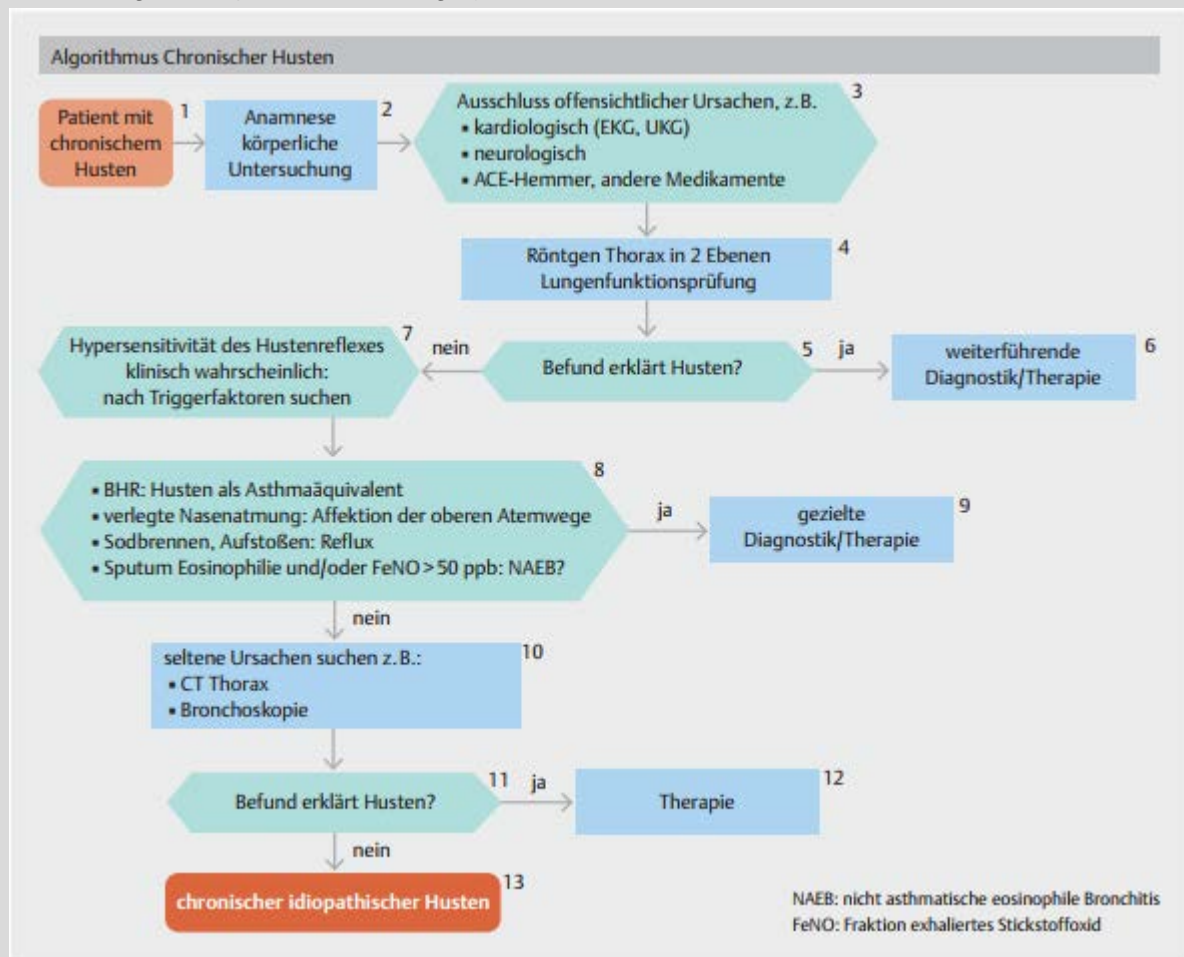 Algorithmus Chronischer Husten
Patient mit
chronischem
Husten
1
Anamnese
körperliche
Untersuchung
2
Ausschluss offensichtlicher Ursachen, z.B.
▪ kardiologisch (EKG, UKG)
▪ neurologisch
▪ ACE-Hemmer, andere Medikamente
3
Röntgen Thorax in 2 Ebenen
Lungenfunktionsprüfung
4
Befund erklärt Husten?
5
ja
weiterführende
Diagnostik/Therapie
6
nein
Hypersensitivität des Hustenreflexes
klinisch wahrscheinlich:
nach Triggerfaktoren suchen
7
▪ BHR: Husten als Asthmaäquivalent
▪ verlegte Nasenatmung: Affektion der oberen Atemwege
▪ Sodbrennen, Aufstoßen: Reflux
▪ Sputum Eosinophilie und/oder FeNO > 50 ppb: NAEB?
8
ja
gezielte
Diagnostik/Therapie
9
nein
seltene Ursachen suchen z.B.:
▪ CT Thorax
▪ Bronchoskopie
10
Befund erklärt Husten?
11
ja
Therapie
12
nein
chronischer idiopathischer Husten
13
NAEB: nicht asthmatische eosinophile Bronchitis
FeNO: Fraktion exhaliertes Stickstoffoxid